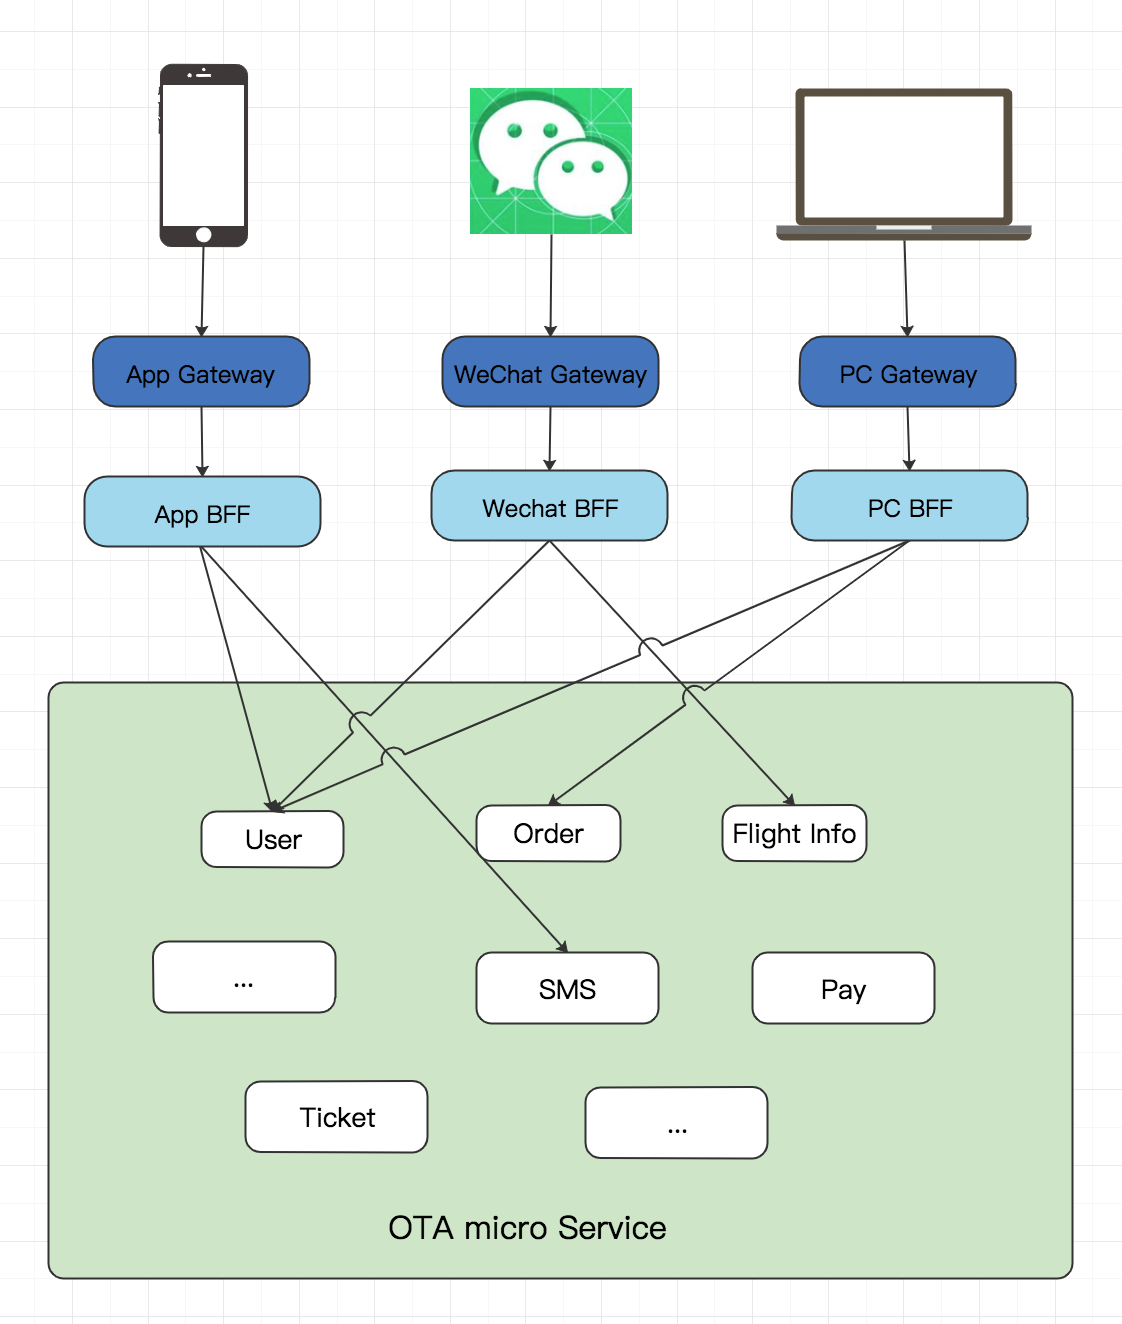 App Gateway
WeChat Gateway
PC Gateway
App BFF
Wechat BFF
PC BFF
User
Order
Flight Info
...
SMS
Pay
Ticket
...
OTA micro Service